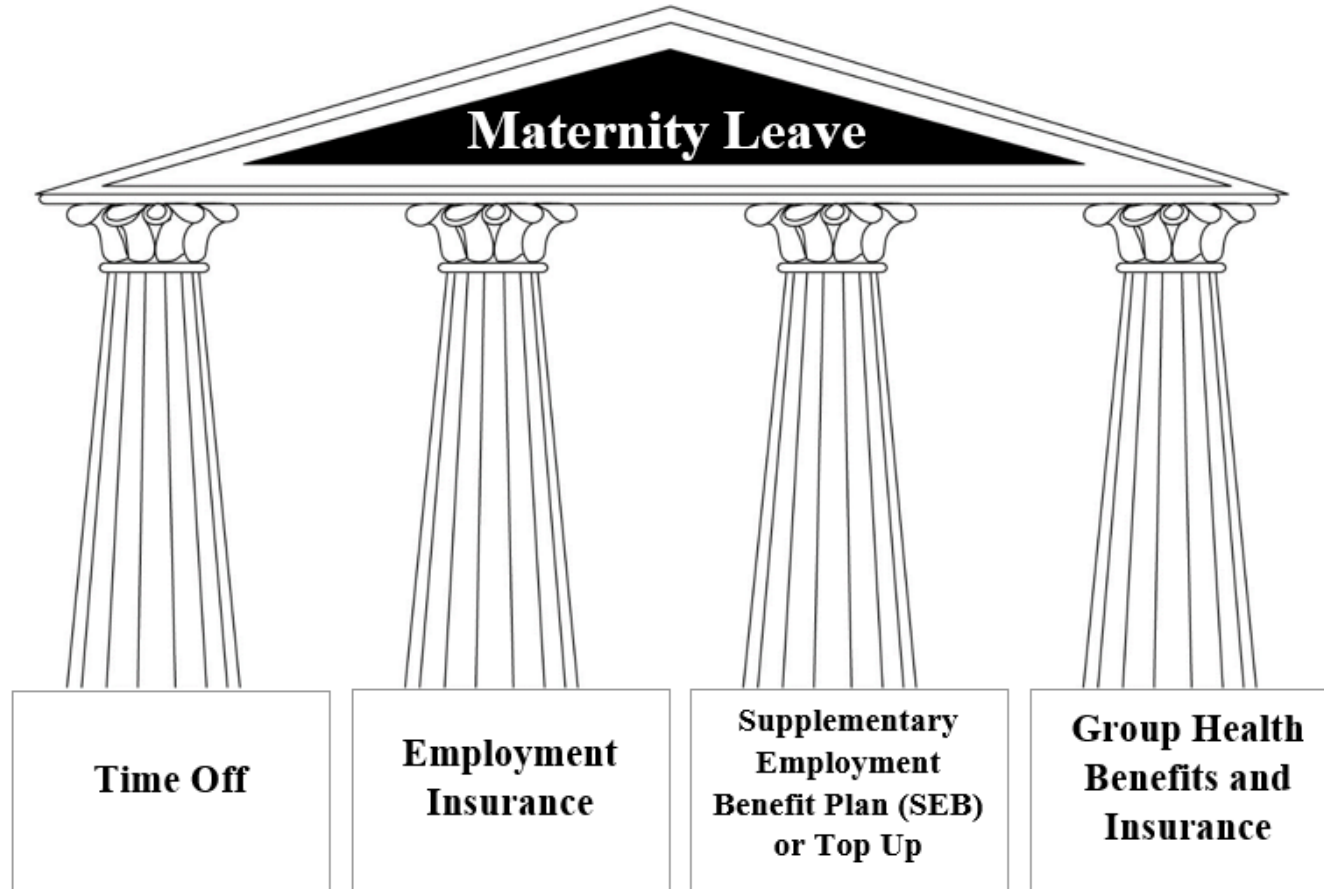 Maternity Leave
Time Off
Employment
Insurance
Supplementary
Employment
Benefit Plan (SEB)
or Top Up
Group Health
Benefits and
Insurance